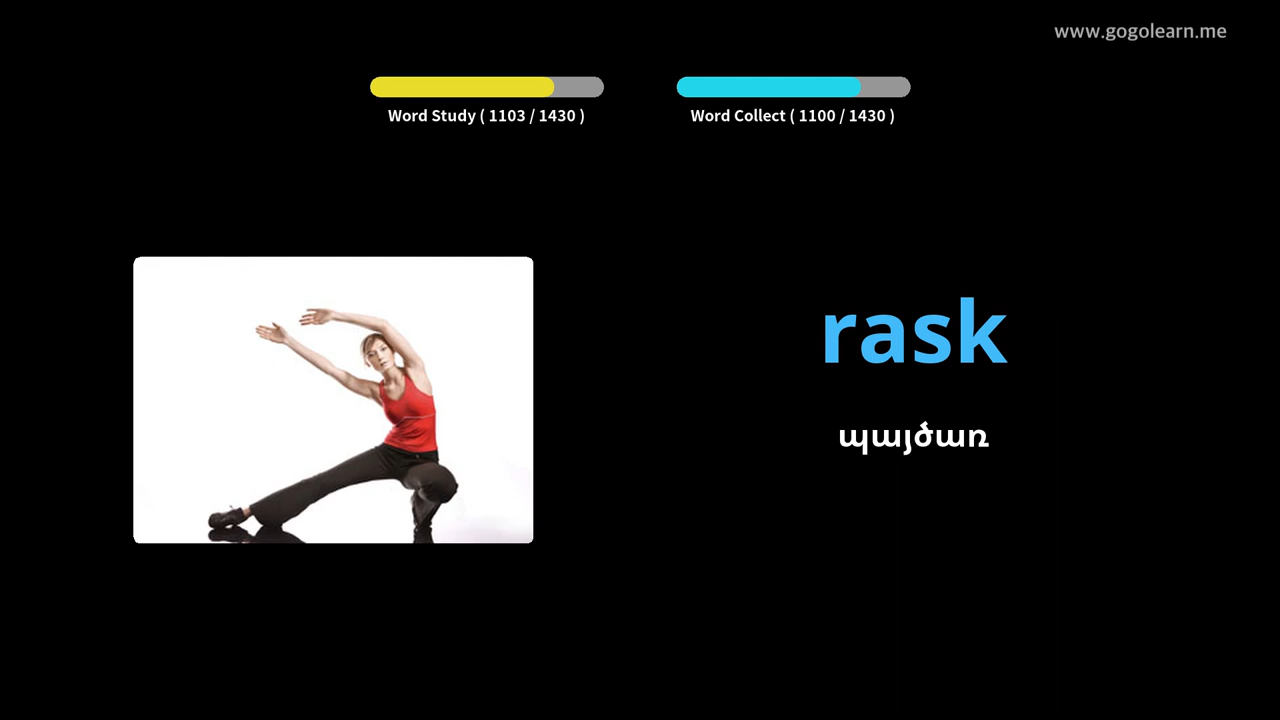 www.gogolearn.me
Word Study ( 1103 / 1430 )
Word Collect ( 1100 / 1430 )
rask
պայծառ